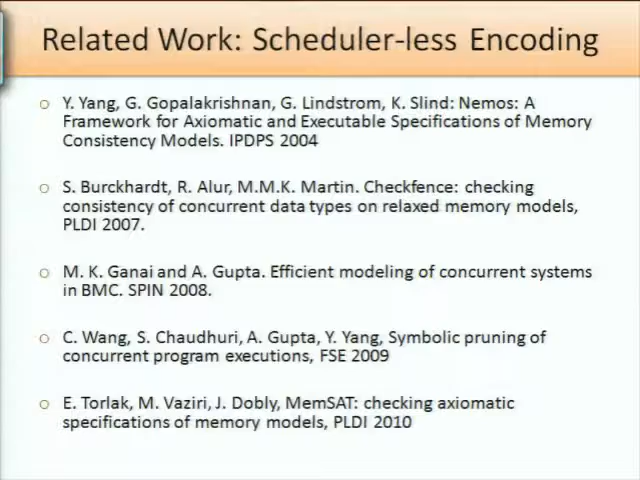 Related Work: Scheduler-less Encoding
Y. Yang, G. Gopalakrishnan, G. Lindstrom, K. Slind: Nemos: A
Framework for Axiomatic and Executable Specifications of Memory
Consistency Models. IPDPS 2004
S. Burckhardt, R. Alur, M.M.K. Martin. Checkfence: checking
consistency of concurrent data types on relaxed memory models,
PLDI 2007.
M. K. Ganai and A. Gupta. Efficient modeling of concurrent systems
in BMC. SPIN 2008.
C. Wang, S. Chaudhuri, A. Gupta, Y. Yang, Symbolic pruning of
concurrent program executions, FSE 2009
E. Torlak, M. Vaziri, J. Dobly, MemSAT: checking axiomatic
specifications of memory models, PLDI 2010